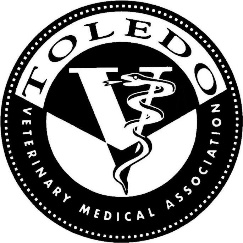 TOLEDO
V
VETERINARY MEDICAL ASSOCIATION